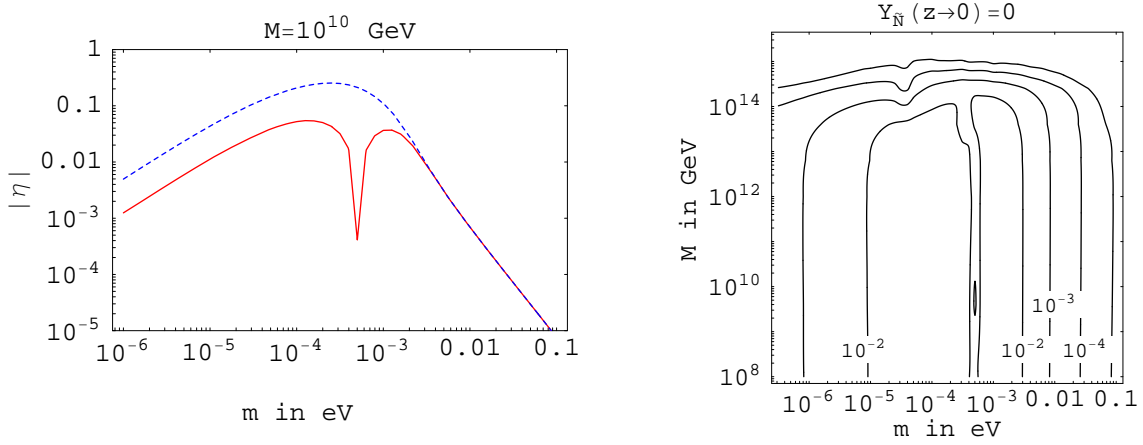 M=10^10 GeV
1
0.1
0.01
10^-3
10^-4
10^-5
|η|
10^-6 10^-5 10^-4 10^-3 0.01 0.1
m in eV
Y_Ñ(z→0)=0
10^14
10^12
10^10
10^8
M in GeV
10^-3
10^-2 10^-2 10^-4
10^-6 10^-5 10^-4 10^-3 0.01 0.1
m in eV